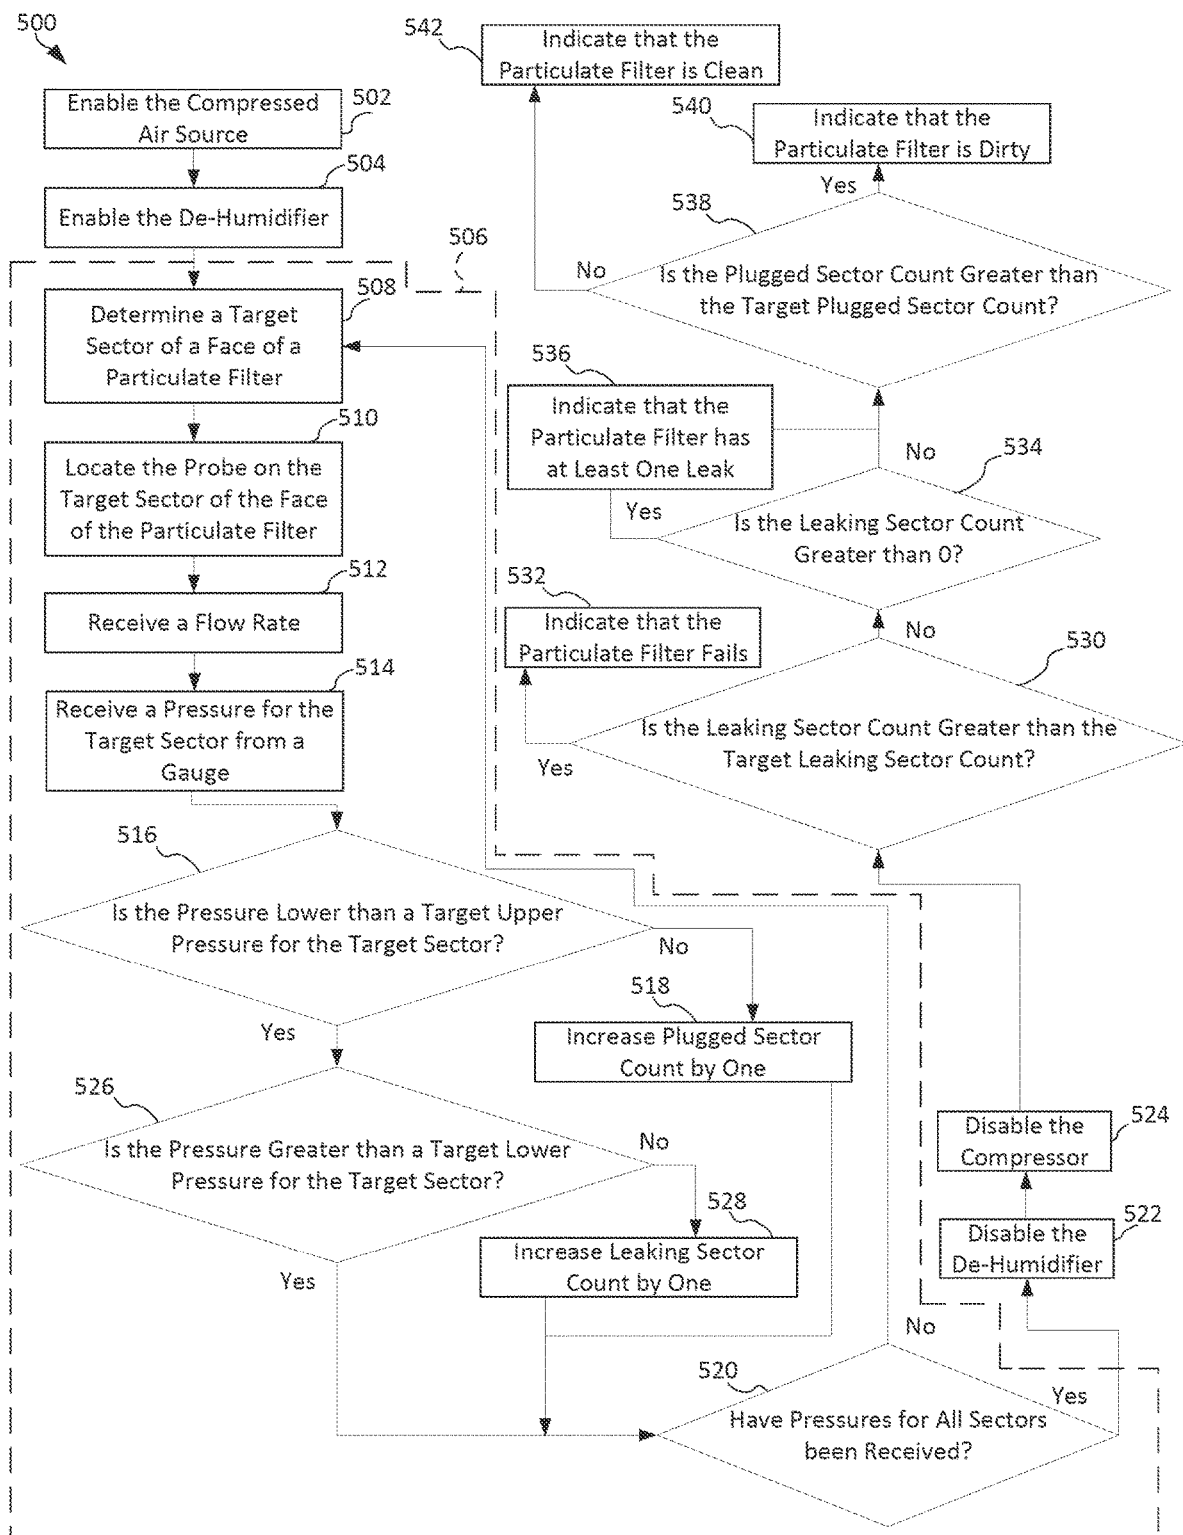 500
Enable the Compressed
Air Source
502
504
Enable the De-Humidifier
506
508
Determine a Target
Sector of a Face of a
Particulate Filter
510
Locate the Probe on the
Target Sector of the Face
of the Particulate Filter
512
Receive a Flow Rate
514
Receive a Pressure for the
Target Sector from a
Gauge
516
Is the Pressure Lower than a Target Upper
Pressure for the Target Sector?
No
Yes
518
Increase Plugged Sector
Count by One
526
Is the Pressure Greater than a Target Lower
Pressure for the Target Sector?
No
Yes
528
Increase Leaking Sector
Count by One
520
Have Pressures for All Sectors
been Received?
No
Yes
522
Disable the
De-Humidifier
524
Disable the
Compressor
530
Is the Leaking Sector Count Greater than the
Target Leaking Sector Count?
Yes
No
532
Indicate that the
Particulate Filter Fails
534
Is the Leaking Sector Count
Greater than 0?
Yes
No
536
Indicate that the
Particulate Filter has
at Least One Leak
538
Is the Plugged Sector Count Greater than
the Target Plugged Sector Count?
No
Yes
540
Indicate that the
Particulate Filter is Dirty
542
Indicate that the
Particulate Filter is Clean